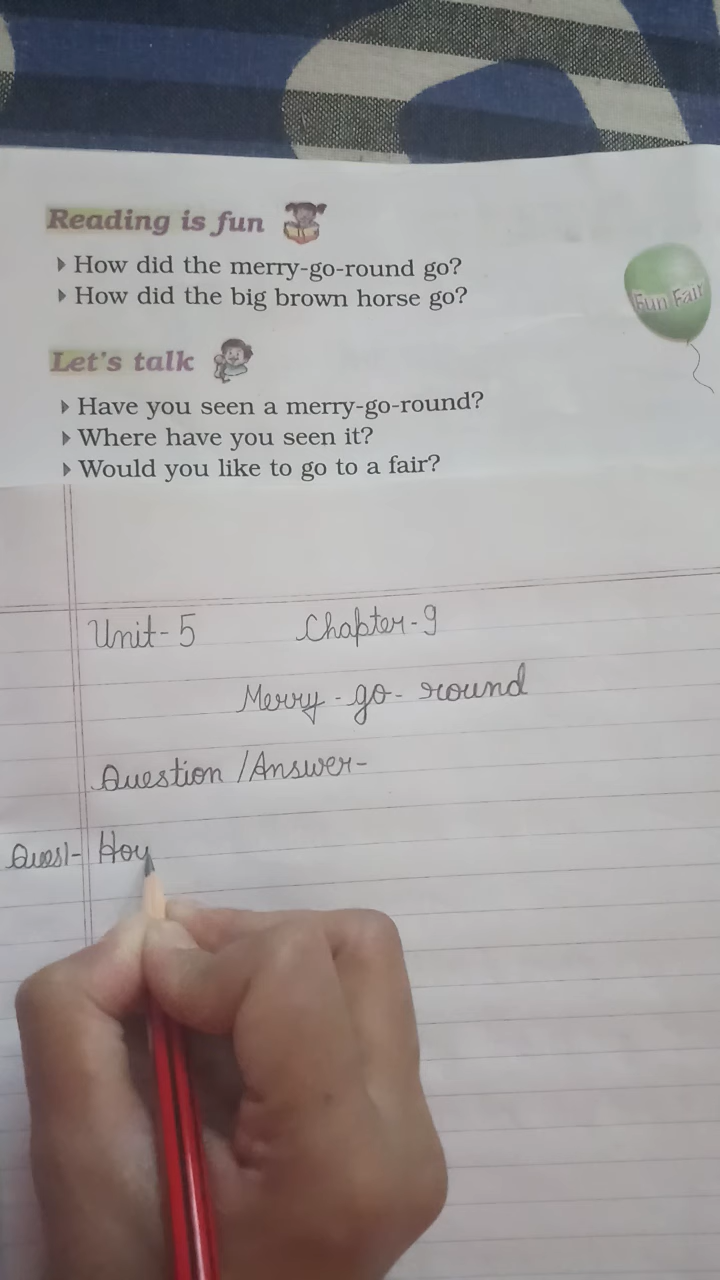 Reading is fun
How did the merry-go-round go?
How did the big brown horse go?
Fun Fair
Let's talk
Have you seen a merry-go-round?
Where have you seen it?
Would you like to go to a fair?
Unit-5 Chapter-9
Merry-go-round
Question/Answer-
Ques1- How